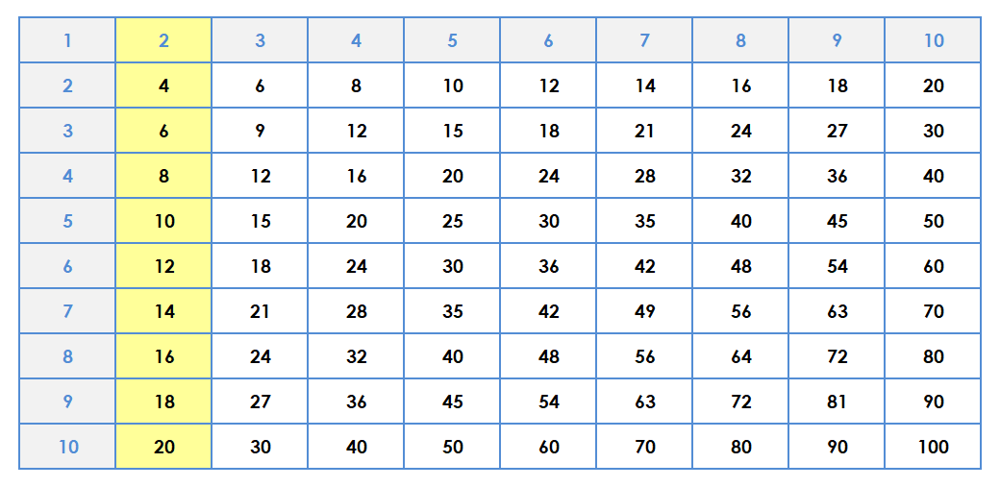 1 2 3 4 5 6 7 8 9 10
2 4 6 8 10 12 14 16 18 20
3 6 9 12 15 18 21 24 27 30
4 8 12 16 20 24 28 32 36 40
5 10 15 20 25 30 35 40 45 50
6 12 18 24 30 36 42 48 54 60
7 14 21 28 35 42 49 56 63 70
8 16 24 32 40 48 56 64 72 80
9 18 27 36 45 54 63 72 81 90
10 20 30 40 50 60 70 80 90 100